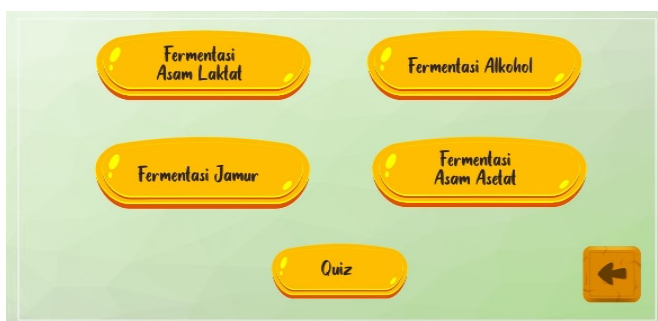 Fermentasi
Asam Laktat
Fermentasi Alkohol
Fermentasi Jamur
Fermentasi
Asam Asetat
Quiz